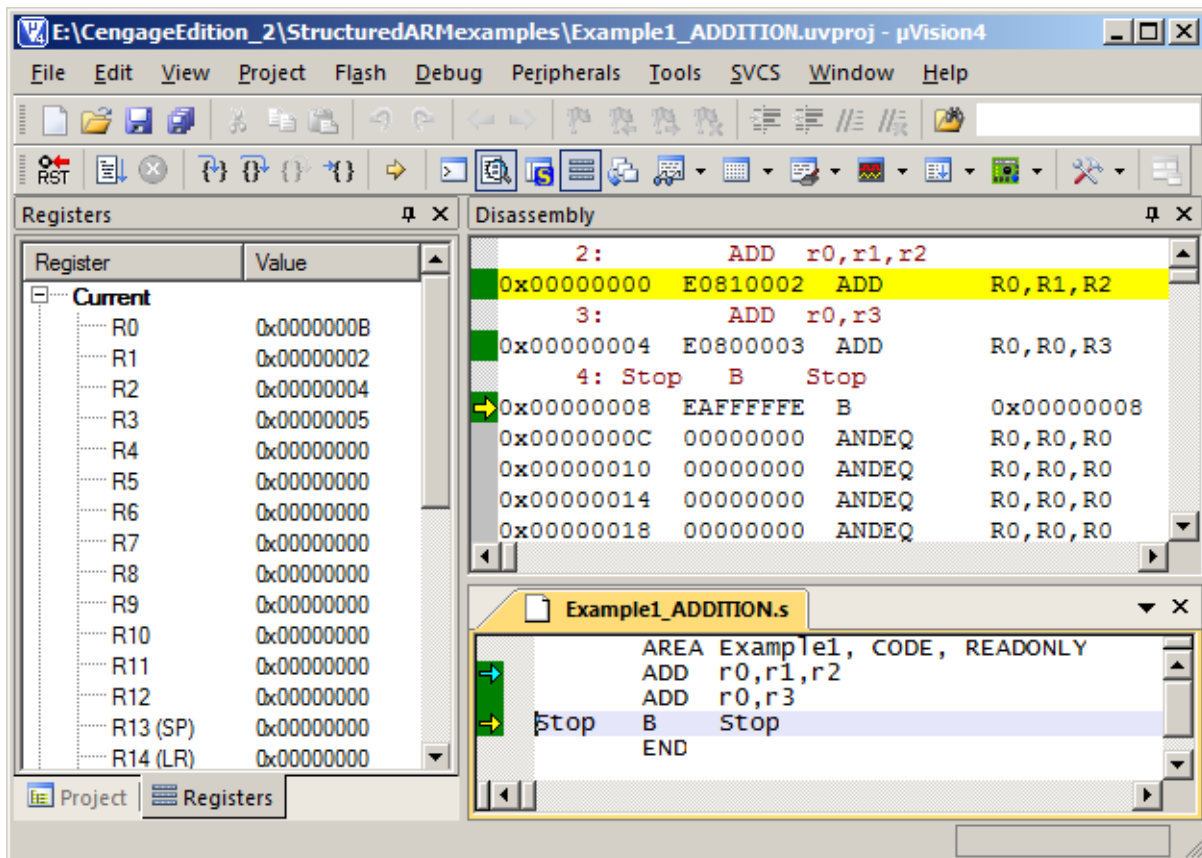 E:\CengageEdition_2\StructuredARMexamples\Example1_ADDITION.uvproj - µVision4
File Edit View Project Flash Debug Peripherals Tools SVCS Window Help
RST
Registers
Register Value
Current
R0 0x0000000B
R1 0x00000002
R2 0x00000004
R3 0x00000005
R4 0x00000000
R5 0x00000000
R6 0x00000000
R7 0x00000000
R8 0x00000000
R9 0x00000000
R10 0x00000000
R11 0x00000000
R12 0x00000000
R13 (SP) 0x00000000
R14 (LR) 0x00000000
Project Registers
Disassembly
2: ADD r0,r1,r2
0x00000000 E0810002 ADD R0,R1,R2
3: ADD r0,r3
0x00000004 E0800003 ADD R0,R0,R3
4: Stop B Stop
0x00000008 EAFFFFFE B 0x00000008
0x0000000C 00000000 ANDEQ R0,R0,R0
0x00000010 00000000 ANDEQ R0,R0,R0
0x00000014 00000000 ANDEQ R0,R0,R0
0x00000018 00000000 ANDEQ R0,R0,R0
Example1_ADDITION.s
AREA Example1, CODE, READONLY
ADD r0,r1,r2
ADD r0,r3
Stop B Stop
END